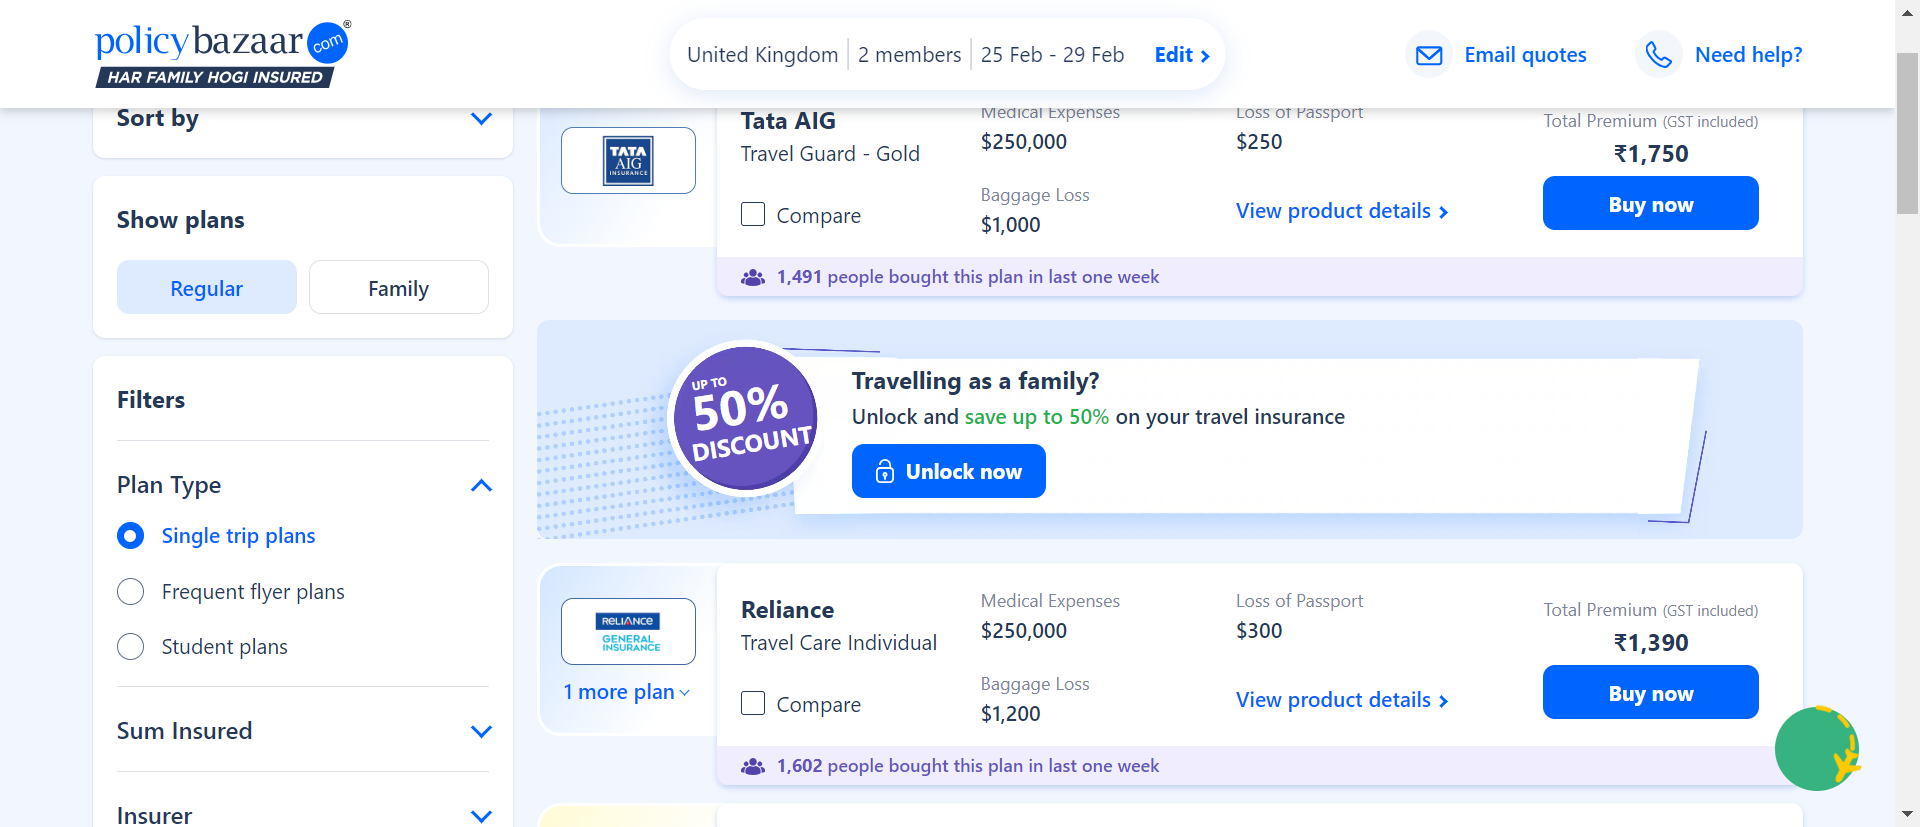 policybazaar.com®
HAR FAMILY HOGI INSURED
United Kingdom 2 members 25 Feb - 29 Feb Edit
Email quotes
Need help?
Sort by
Show plans
Regular
Family
Filters
Plan Type
Single trip plans
Frequent flyer plans
Student plans
Sum Insured
Insurer
TATA
AIG
INSURANCE
Tata AIG
Travel Guard - Gold
Compare
Medical Expenses
$250,000
Baggage Loss
$1,000
Loss of Passport
$250
View product details
Total Premium (GST included)
₹1,750
Buy now
1,491 people bought this plan in last one week
UP TO
50%
DISCOUNT
Travelling as a family?
Unlock and save up to 50% on your travel insurance
Unlock now
RELIANCE
GENERAL
INSURANCE
1 more plan
Reliance
Travel Care Individual
Compare
Medical Expenses
$250,000
Baggage Loss
$1,200
Loss of Passport
$300
View product details
Total Premium (GST included)
₹1,390
Buy now
1,602 people bought this plan in last one week